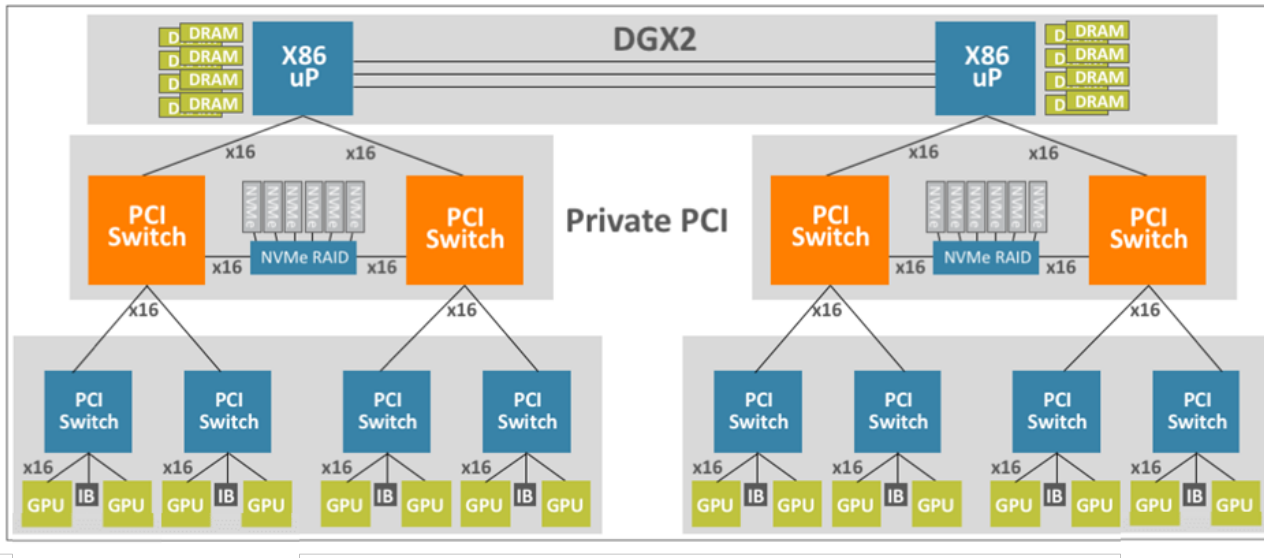 DGX2
X86
uP
X86
uP
DRAM
DRAM
DRAM
DRAM
DRAM
DRAM
DRAM
DRAM
x16
x16
x16
x16
PCI
Switch
NVMe
NVMe
NVMe
NVMe
NVMe
NVMe
PCI
Switch
Private PCI
PCI
Switch
NVMe
NVMe
NVMe
NVMe
NVMe
NVMe
PCI
Switch
x16
NVMe RAID
x16
x16
NVMe RAID
x16
x16
x16
x16
x16
PCI
Switch
PCI
Switch
PCI
Switch
PCI
Switch
PCI
Switch
PCI
Switch
PCI
Switch
PCI
Switch
x16
x16
x16
x16
x16
x16
x16
x16
GPU
IB
GPU
GPU
IB
GPU
GPU
IB
GPU
GPU
IB
GPU
GPU
IB
GPU
GPU
IB
GPU
GPU
IB
GPU
GPU
IB
GPU